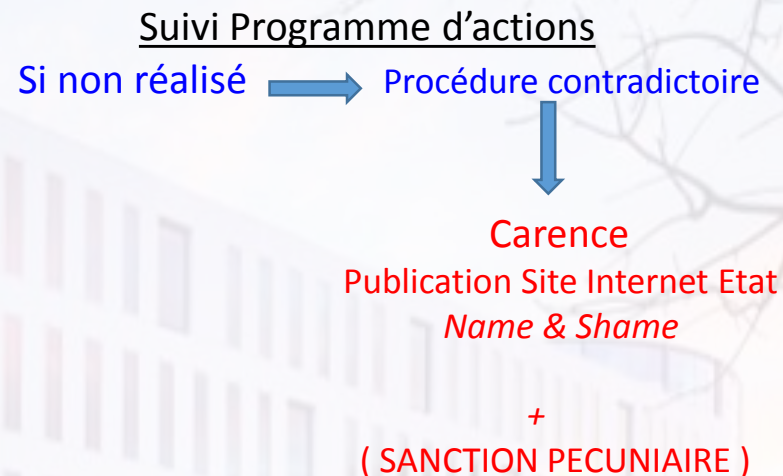 Suivi Programme d'actions
Si non réalisé Procédure contradictoire
Carence
Publication Site Internet Etat
Name & Shame
+
( SANCTION PECUNIAIRE )